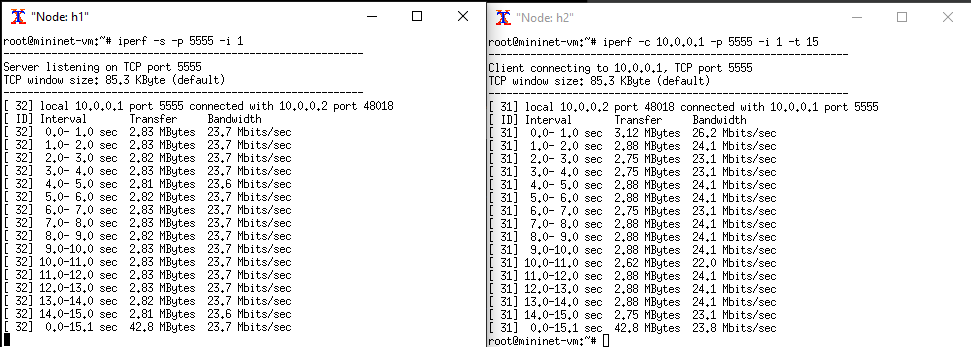 "Node: h1"
root@mininet-vm:~# iperf -s -p 5555 -i 1
------------------------------------------------------------
Server listening on TCP port 5555
TCP window size: 85.3 KByte (default)
------------------------------------------------------------
[ 32] local 10.0.0.1 port 5555 connected with 10.0.0.2 port 48018
[ ID] Interval Transfer Bandwidth
[ 32] 0.0- 1.0 sec 2.83 MBytes 23.7 Mbits/sec
[ 32] 1.0- 2.0 sec 2.83 MBytes 23.7 Mbits/sec
[ 32] 2.0- 3.0 sec 2.82 MBytes 23.7 Mbits/sec
[ 32] 3.0- 4.0 sec 2.83 MBytes 23.7 Mbits/sec
[ 32] 4.0- 5.0 sec 2.81 MBytes 23.6 Mbits/sec
[ 32] 5.0- 6.0 sec 2.82 MBytes 23.7 Mbits/sec
[ 32] 6.0- 7.0 sec 2.83 MBytes 23.7 Mbits/sec
[ 32] 7.0- 8.0 sec 2.83 MBytes 23.7 Mbits/sec
[ 32] 8.0- 9.0 sec 2.82 MBytes 23.7 Mbits/sec
[ 32] 9.0-10.0 sec 2.83 MBytes 23.7 Mbits/sec
[ 32] 10.0-11.0 sec 2.83 MBytes 23.7 Mbits/sec
[ 32] 11.0-12.0 sec 2.83 MBytes 23.7 Mbits/sec
[ 32] 12.0-13.0 sec 2.83 MBytes 23.7 Mbits/sec
[ 32] 13.0-14.0 sec 2.82 MBytes 23.7 Mbits/sec
[ 32] 14.0-15.0 sec 2.81 MBytes 23.6 Mbits/sec
[ 32] 0.0-15.1 sec 42.8 MBytes 23.7 Mbits/sec
"Node: h2"
root@mininet-vm:~# iperf -c 10.0.0.1 -p 5555 -i 1 -t 15
------------------------------------------------------------
Client connecting to 10.0.0.1, TCP port 5555
TCP window size: 85.3 KByte (default)
------------------------------------------------------------
[ 31] local 10.0.0.2 port 48018 connected with 10.0.0.1 port 5555
[ ID] Interval Transfer Bandwidth
[ 31] 0.0- 1.0 sec 3.12 MBytes 26.2 Mbits/sec
[ 31] 1.0- 2.0 sec 2.88 MBytes 24.1 Mbits/sec
[ 31] 2.0- 3.0 sec 2.75 MBytes 23.1 Mbits/sec
[ 31] 3.0- 4.0 sec 2.75 MBytes 23.1 Mbits/sec
[ 31] 4.0- 5.0 sec 2.88 MBytes 24.1 Mbits/sec
[ 31] 5.0- 6.0 sec 2.88 MBytes 24.1 Mbits/sec
[ 31] 6.0- 7.0 sec 2.75 MBytes 23.1 Mbits/sec
[ 31] 7.0- 8.0 sec 2.88 MBytes 24.1 Mbits/sec
[ 31] 8.0- 9.0 sec 2.88 MBytes 24.1 Mbits/sec
[ 31] 9.0-10.0 sec 2.88 MBytes 24.1 Mbits/sec
[ 31] 10.0-11.0 sec 2.62 MBytes 22.0 Mbits/sec
[ 31] 11.0-12.0 sec 2.88 MBytes 24.1 Mbits/sec
[ 31] 12.0-13.0 sec 2.88 MBytes 24.1 Mbits/sec
[ 31] 13.0-14.0 sec 2.88 MBytes 24.1 Mbits/sec
[ 31] 14.0-15.0 sec 2.75 MBytes 23.1 Mbits/sec
[ 31] 0.0-15.1 sec 42.8 MBytes 23.8 Mbits/sec
root@mininet-vm:~#